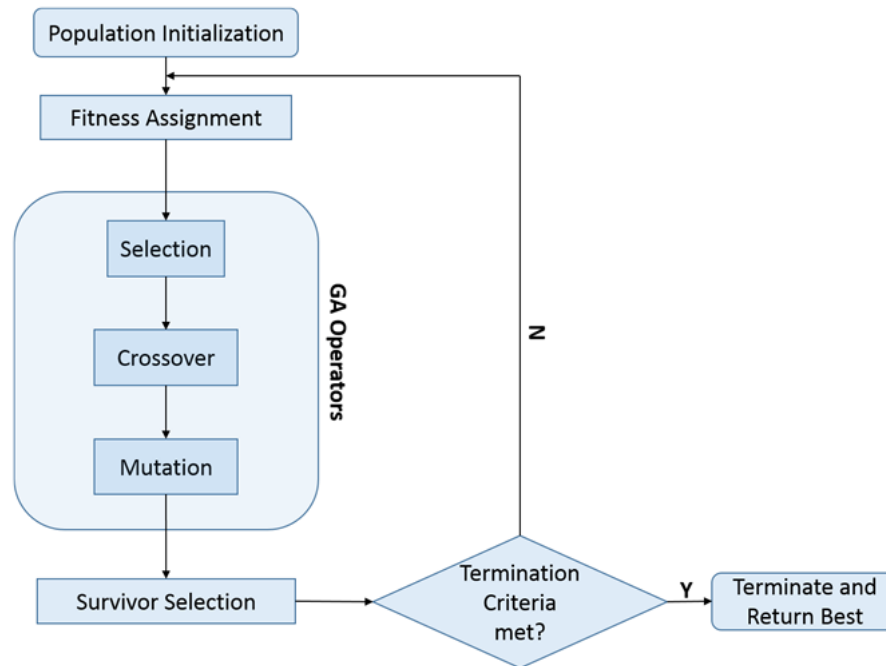 Population Initialization
Fitness Assignment
Selection
Crossover
Mutation
GA Operators
Survivor Selection
Termination
Criteria
met?
N
Y
Terminate and
Return Best